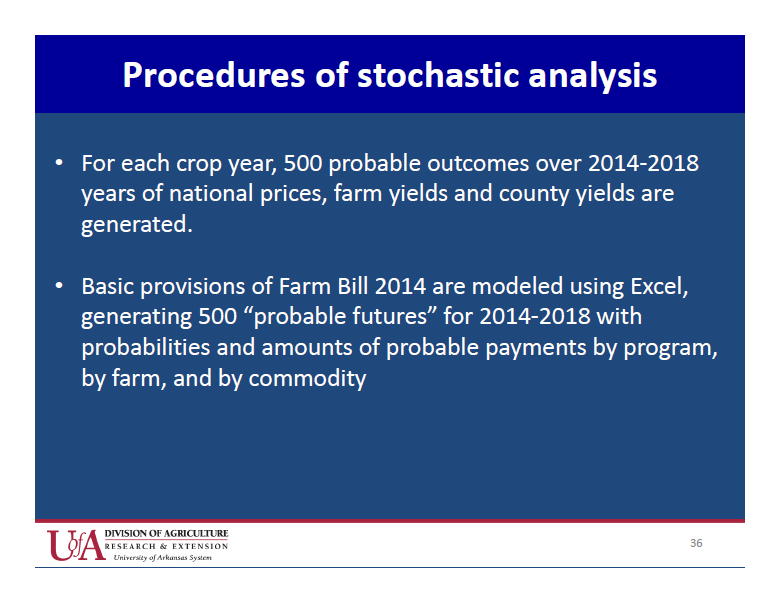 Procedures of stochastic analysis
• For each crop year, 500 probable outcomes over 2014-2018
years of national prices, farm yields and county yields are
generated.
• Basic provisions of Farm Bill 2014 are modeled using Excel,
generating 500 “probable futures” for 2014-2018 with
probabilities and amounts of probable payments by program,
by farm, and by commodity
UofA DIVISION OF AGRICULTURE
RESEARCH & EXTENSION
University of Arkansas System
36